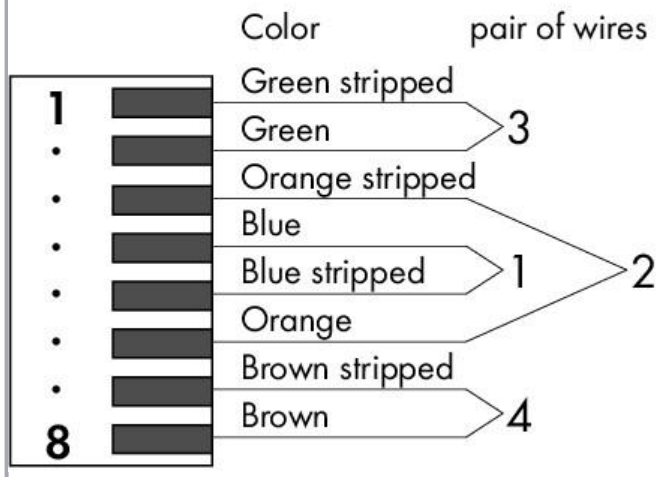 Color pair of wires
1 Green stripped
Green 3
Orange stripped
Blue
Blue stripped 1 2
Orange
Brown stripped
8 Brown 4